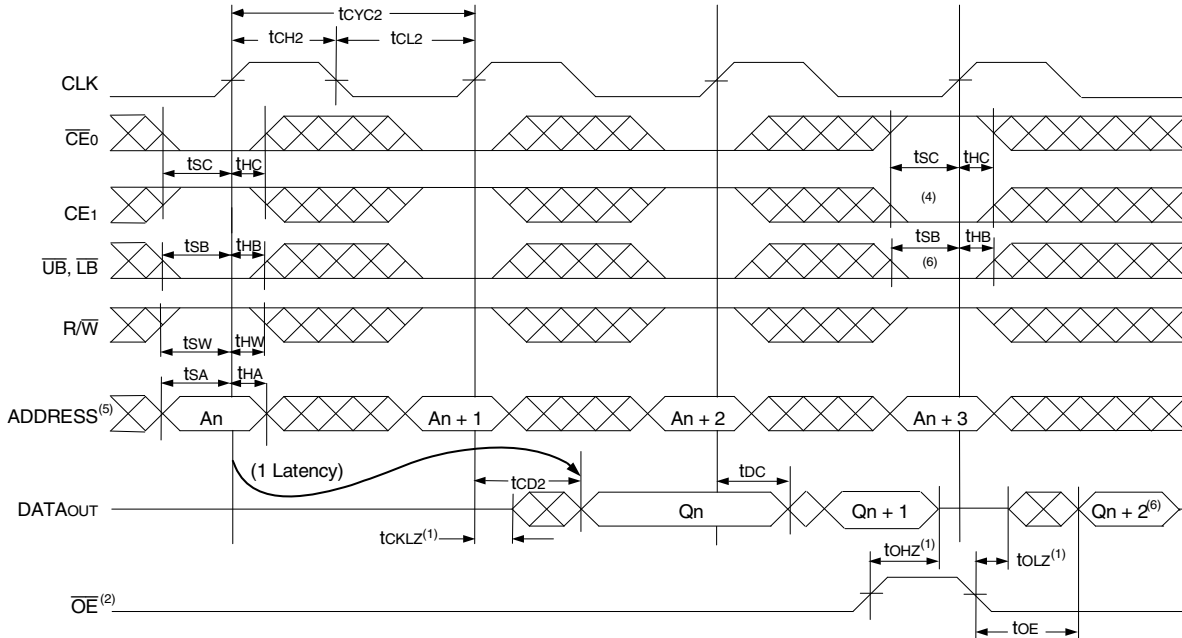 tCYC2
tCH2 tCL2
CLK
CE0
tSC tHC tSC tHC
CE1 (4)
tSB tHB tSB tHB
UB, LB (6)
R/W
tSW tHW
tSA tHA
ADDRESS(5) An An + 1 An + 2 An + 3
(1 Latency) tCD2 tDC
DATAOUT Qn Qn + 1 Qn + 2(6)
tCKLZ(1) tOHZ(1) tOLZ(1)
OE(2)
tOE